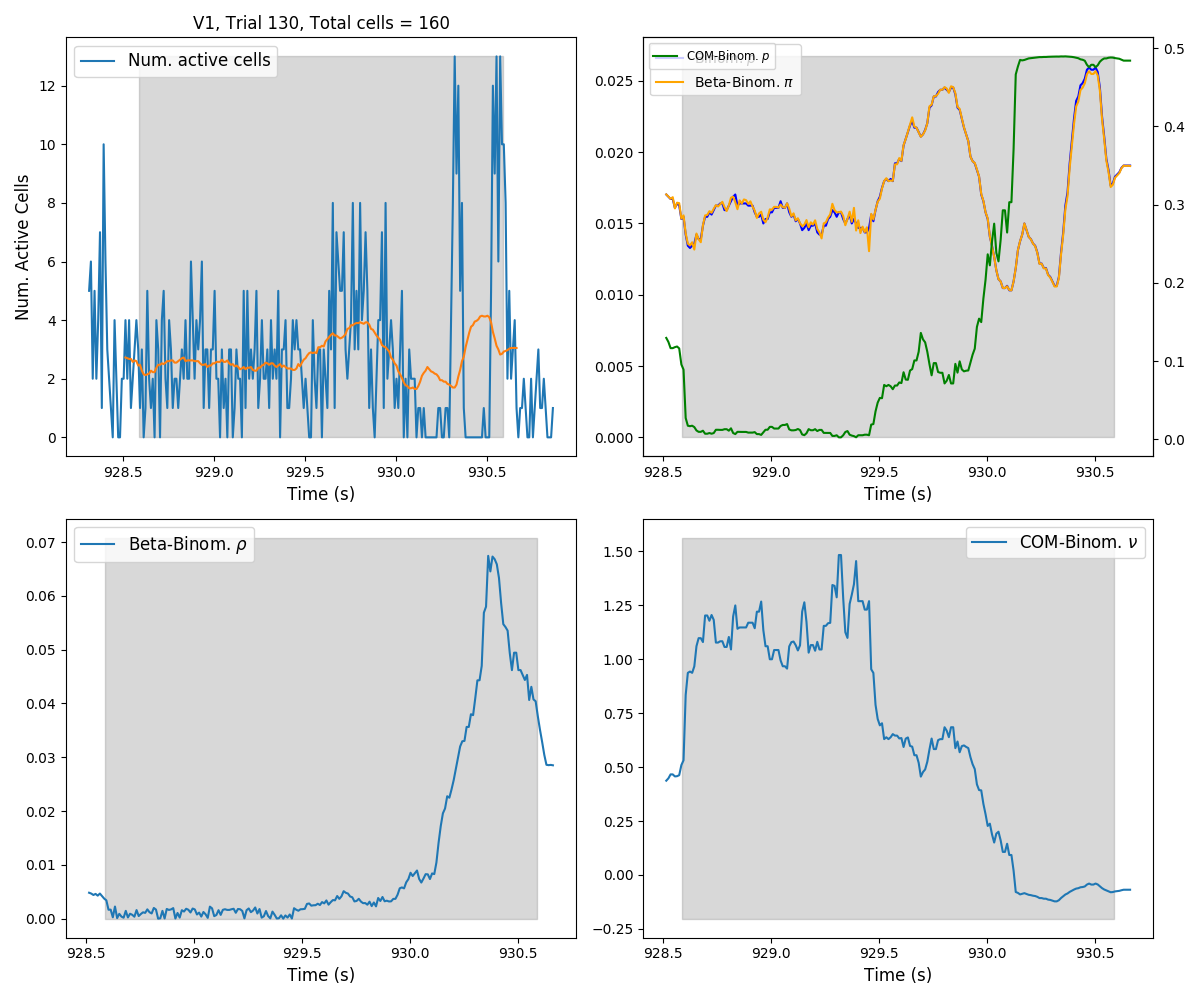 V1, Trial 130, Total cells = 160
Num. active cells
Num. Active Cells
12
10
8
6
4
2
0
928.5 929.0 929.5 930.0 930.5
Time (s)
COM-Binom. p
Beta-Binom. π
0.025
0.020
0.015
0.010
0.005
0.000
0.5
0.4
0.3
0.2
0.1
0.0
928.5 929.0 929.5 930.0 930.5
Time (s)
Beta-Binom. ρ
0.07
0.06
0.05
0.04
0.03
0.02
0.01
0.00
928.5 929.0 929.5 930.0 930.5
Time (s)
COM-Binom. ν
1.50
1.25
1.00
0.75
0.50
0.25
0.00
−0.25
928.5 929.0 929.5 930.0 930.5
Time (s)